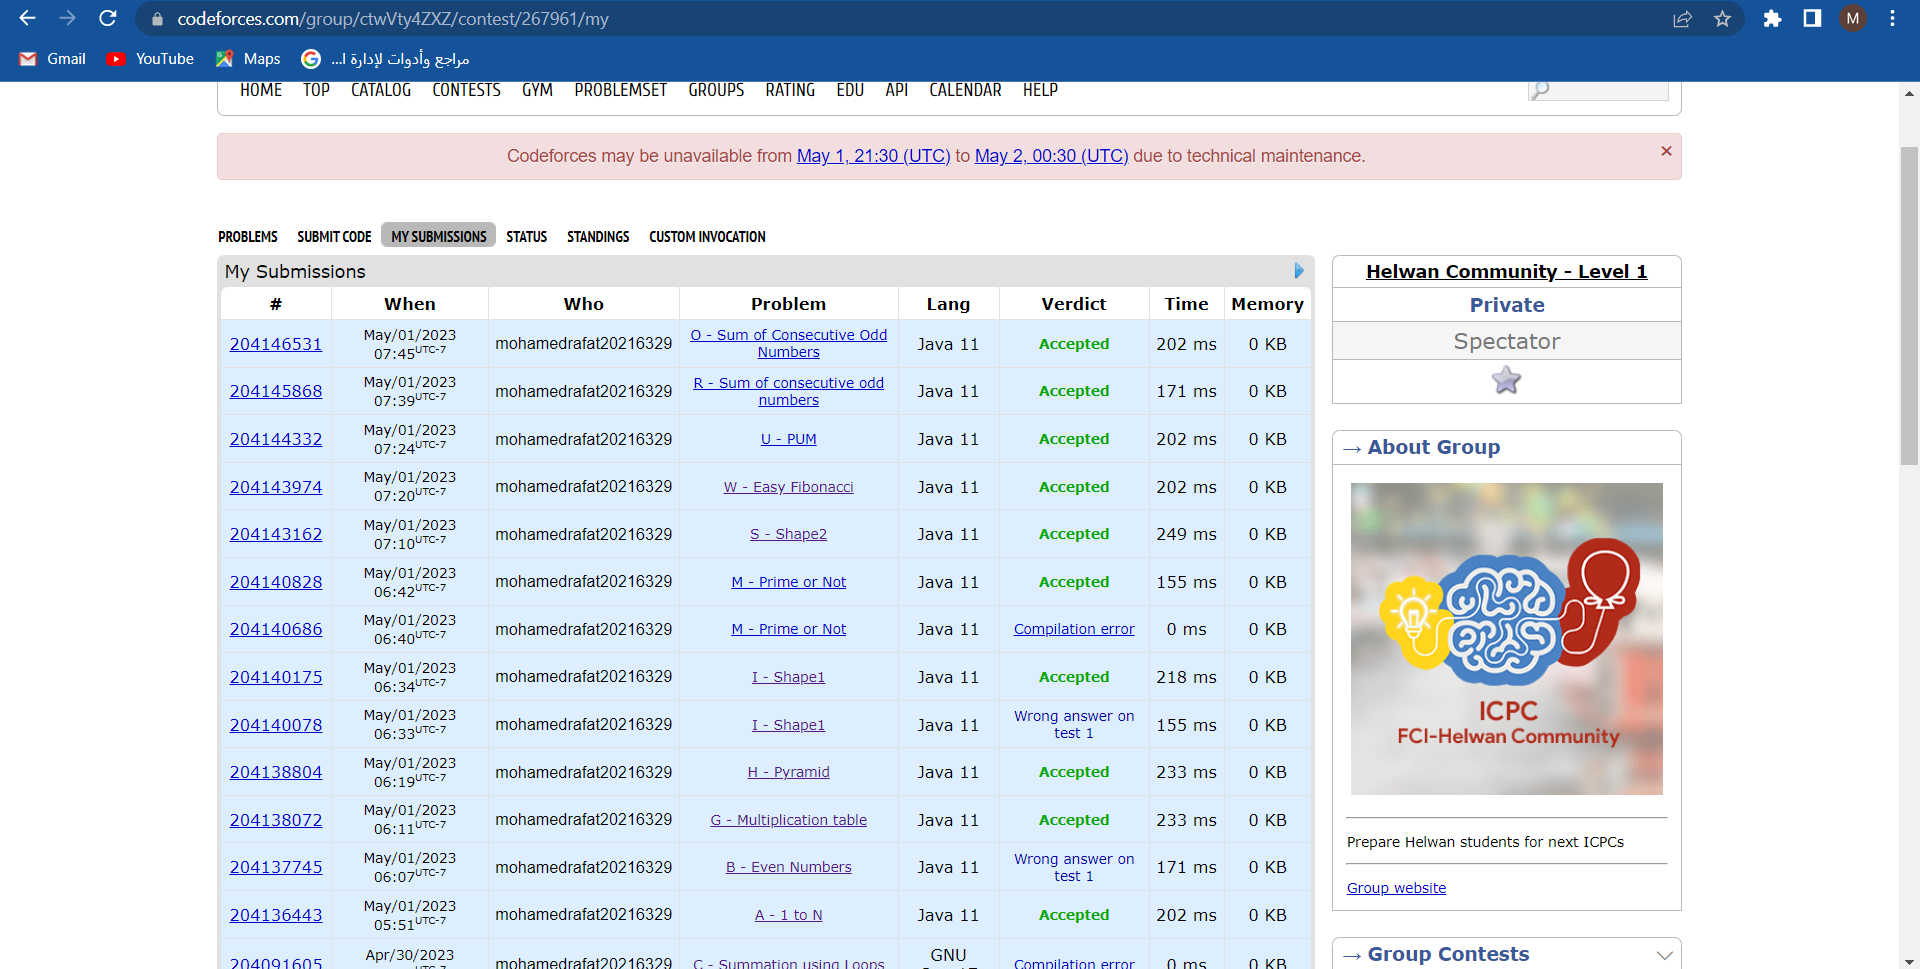 codeforces.com/group/ctwVty4ZXZ/contest/267961/my
M
Gmail YouTube Maps مراجع وأدوات لإدارة ا...
HOME TOP CATALOG CONTESTS GYM PROBLEMSET GROUPS RATING EDU API CALENDAR HELP
Codeforces may be unavailable from May 1, 21:30 (UTC) to May 2, 00:30 (UTC) due to technical maintenance. ×
PROBLEMS SUBMIT CODE MY SUBMISSIONS STATUS STANDINGS CUSTOM INVOCATION
My Submissions
# When Who Problem Lang Verdict Time Memory
204146531 May/01/2023 07:45 UTC-7 mohamedrafat20216329 O - Sum of Consecutive Odd Numbers Java 11 Accepted 202 ms 0 KB
204145868 May/01/2023 07:39 UTC-7 mohamedrafat20216329 R - Sum of consecutive odd numbers Java 11 Accepted 171 ms 0 KB
204144332 May/01/2023 07:24 UTC-7 mohamedrafat20216329 U - PUM Java 11 Accepted 202 ms 0 KB
204143974 May/01/2023 07:20 UTC-7 mohamedrafat20216329 W - Easy Fibonacci Java 11 Accepted 202 ms 0 KB
204143162 May/01/2023 07:10 UTC-7 mohamedrafat20216329 S - Shape2 Java 11 Accepted 249 ms 0 KB
204140828 May/01/2023 06:42 UTC-7 mohamedrafat20216329 M - Prime or Not Java 11 Accepted 155 ms 0 KB
204140686 May/01/2023 06:40 UTC-7 mohamedrafat20216329 M - Prime or Not Java 11 Compilation error 0 ms 0 KB
204140175 May/01/2023 06:34 UTC-7 mohamedrafat20216329 I - Shape1 Java 11 Accepted 218 ms 0 KB
204140078 May/01/2023 06:33 UTC-7 mohamedrafat20216329 I - Shape1 Java 11 Wrong answer on test 1 155 ms 0 KB
204138804 May/01/2023 06:19 UTC-7 mohamedrafat20216329 H - Pyramid Java 11 Accepted 233 ms 0 KB
204138072 May/01/2023 06:11 UTC-7 mohamedrafat20216329 G - Multiplication table Java 11 Accepted 233 ms 0 KB
204137745 May/01/2023 06:07 UTC-7 mohamedrafat20216329 B - Even Numbers Java 11 Wrong answer on test 1 171 ms 0 KB
204136443 May/01/2023 05:51 UTC-7 mohamedrafat20216329 A - 1 to N Java 11 Accepted 202 ms 0 KB
204091605 Apr/30/2023 UTC-7 mohamedrafat20216329 C - Summation using Loops GNU Compilation error 0 ms 0 KB
Helwan Community - Level 1
Private
Spectator
→ About Group
ICPC
FCI-Helwan Community
Prepare Helwan students for next ICPCs
Group website
→ Group Contests